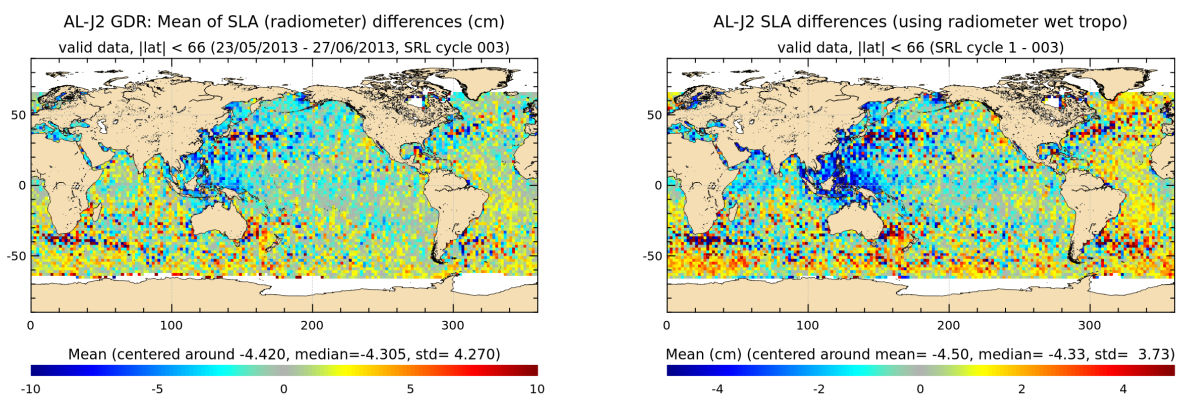 AL-J2 GDR: Mean of SLA (radiometer) differences (cm)
valid data, |lat| < 66 (23/05/2013 - 27/06/2013, SRL cycle 003)
50
0
-50
0 100 200 300
Mean (centered around -4.420, median=-4.305, std= 4.270)
-10 -5 0 5 10
AL-J2 SLA differences (using radiometer wet tropo)
valid data, |lat| < 66 (SRL cycle 1 - 003)
50
0
-50
0 100 200 300
Mean (cm) (centered around mean= -4.50, median= -4.33, std= 3.73)
-4 -2 0 2 4